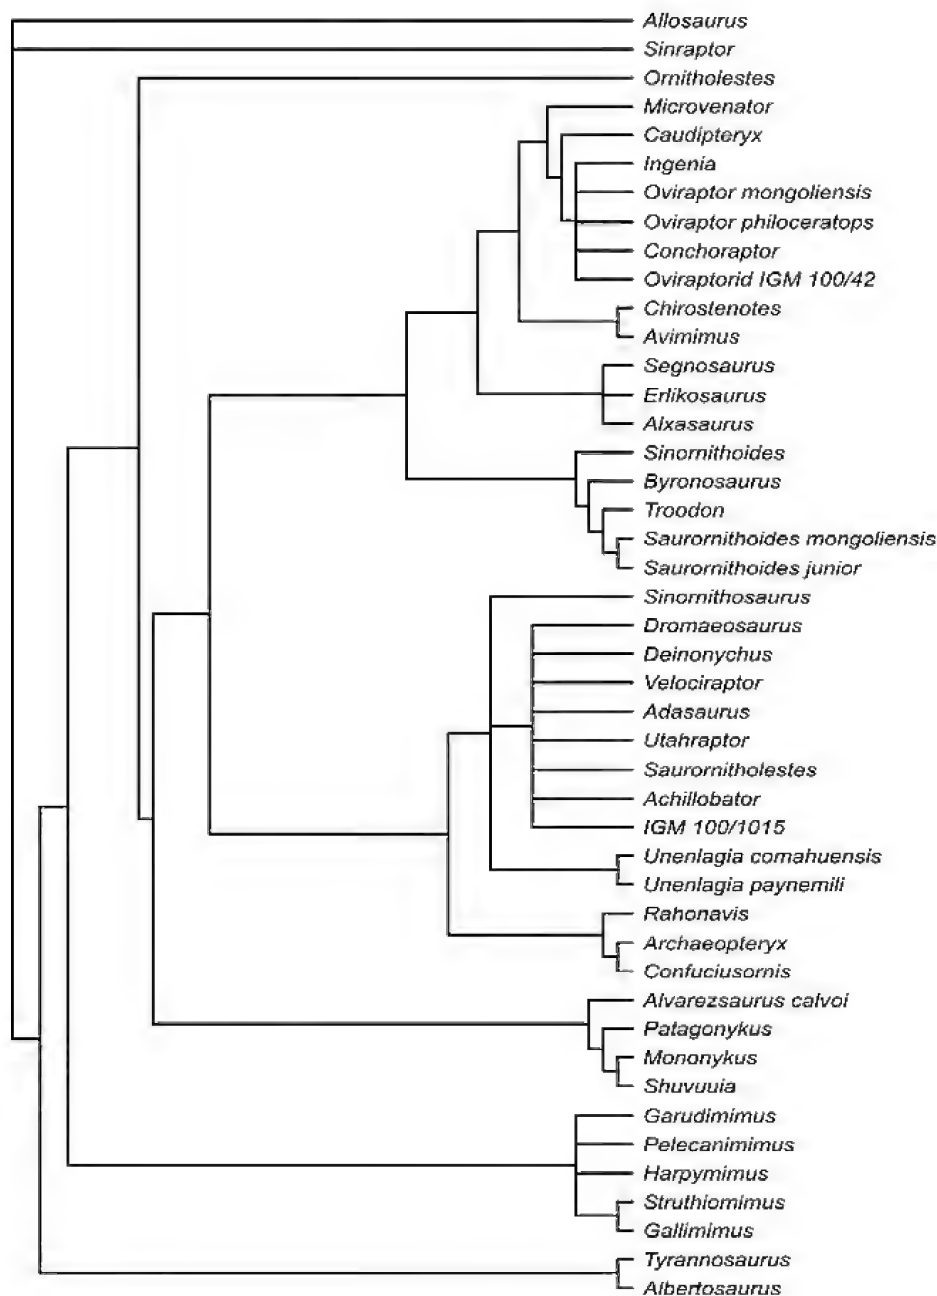 Allosaurus
Sinraptor
Ornitholestes
Microvenator
Caudipteryx
Ingenia
Oviraptor mongoliensis
Oviraptor philoceratops
Conchoraptor
Oviraptorid IGM 100/42
Chirostenotes
Avimimus
Segnosaurus
Erlikosaurus
Alxasaurus
Sinornithoides
Byronosaurus
Troodon
Saurornithoides mongoliensis
Saurornithoides junior
Sinornithosaurus
Dromaeosaurus
Deinonychus
Velociraptor
Adasaurus
Utahraptor
Saurornitholestes
Achillobator
IGM 100/1015
Unenlagia comahuensis
Unenlagia paynemili
Rahonavis
Archaeopteryx
Confuciusornis
Alvarezsaurus calvoi
Patagonykus
Mononykus
Shuvuuia
Garudimimus
Pelecanimimus
Harpymimus
Struthiomimus
Gallimimus
Tyrannosaurus
Albertosaurus